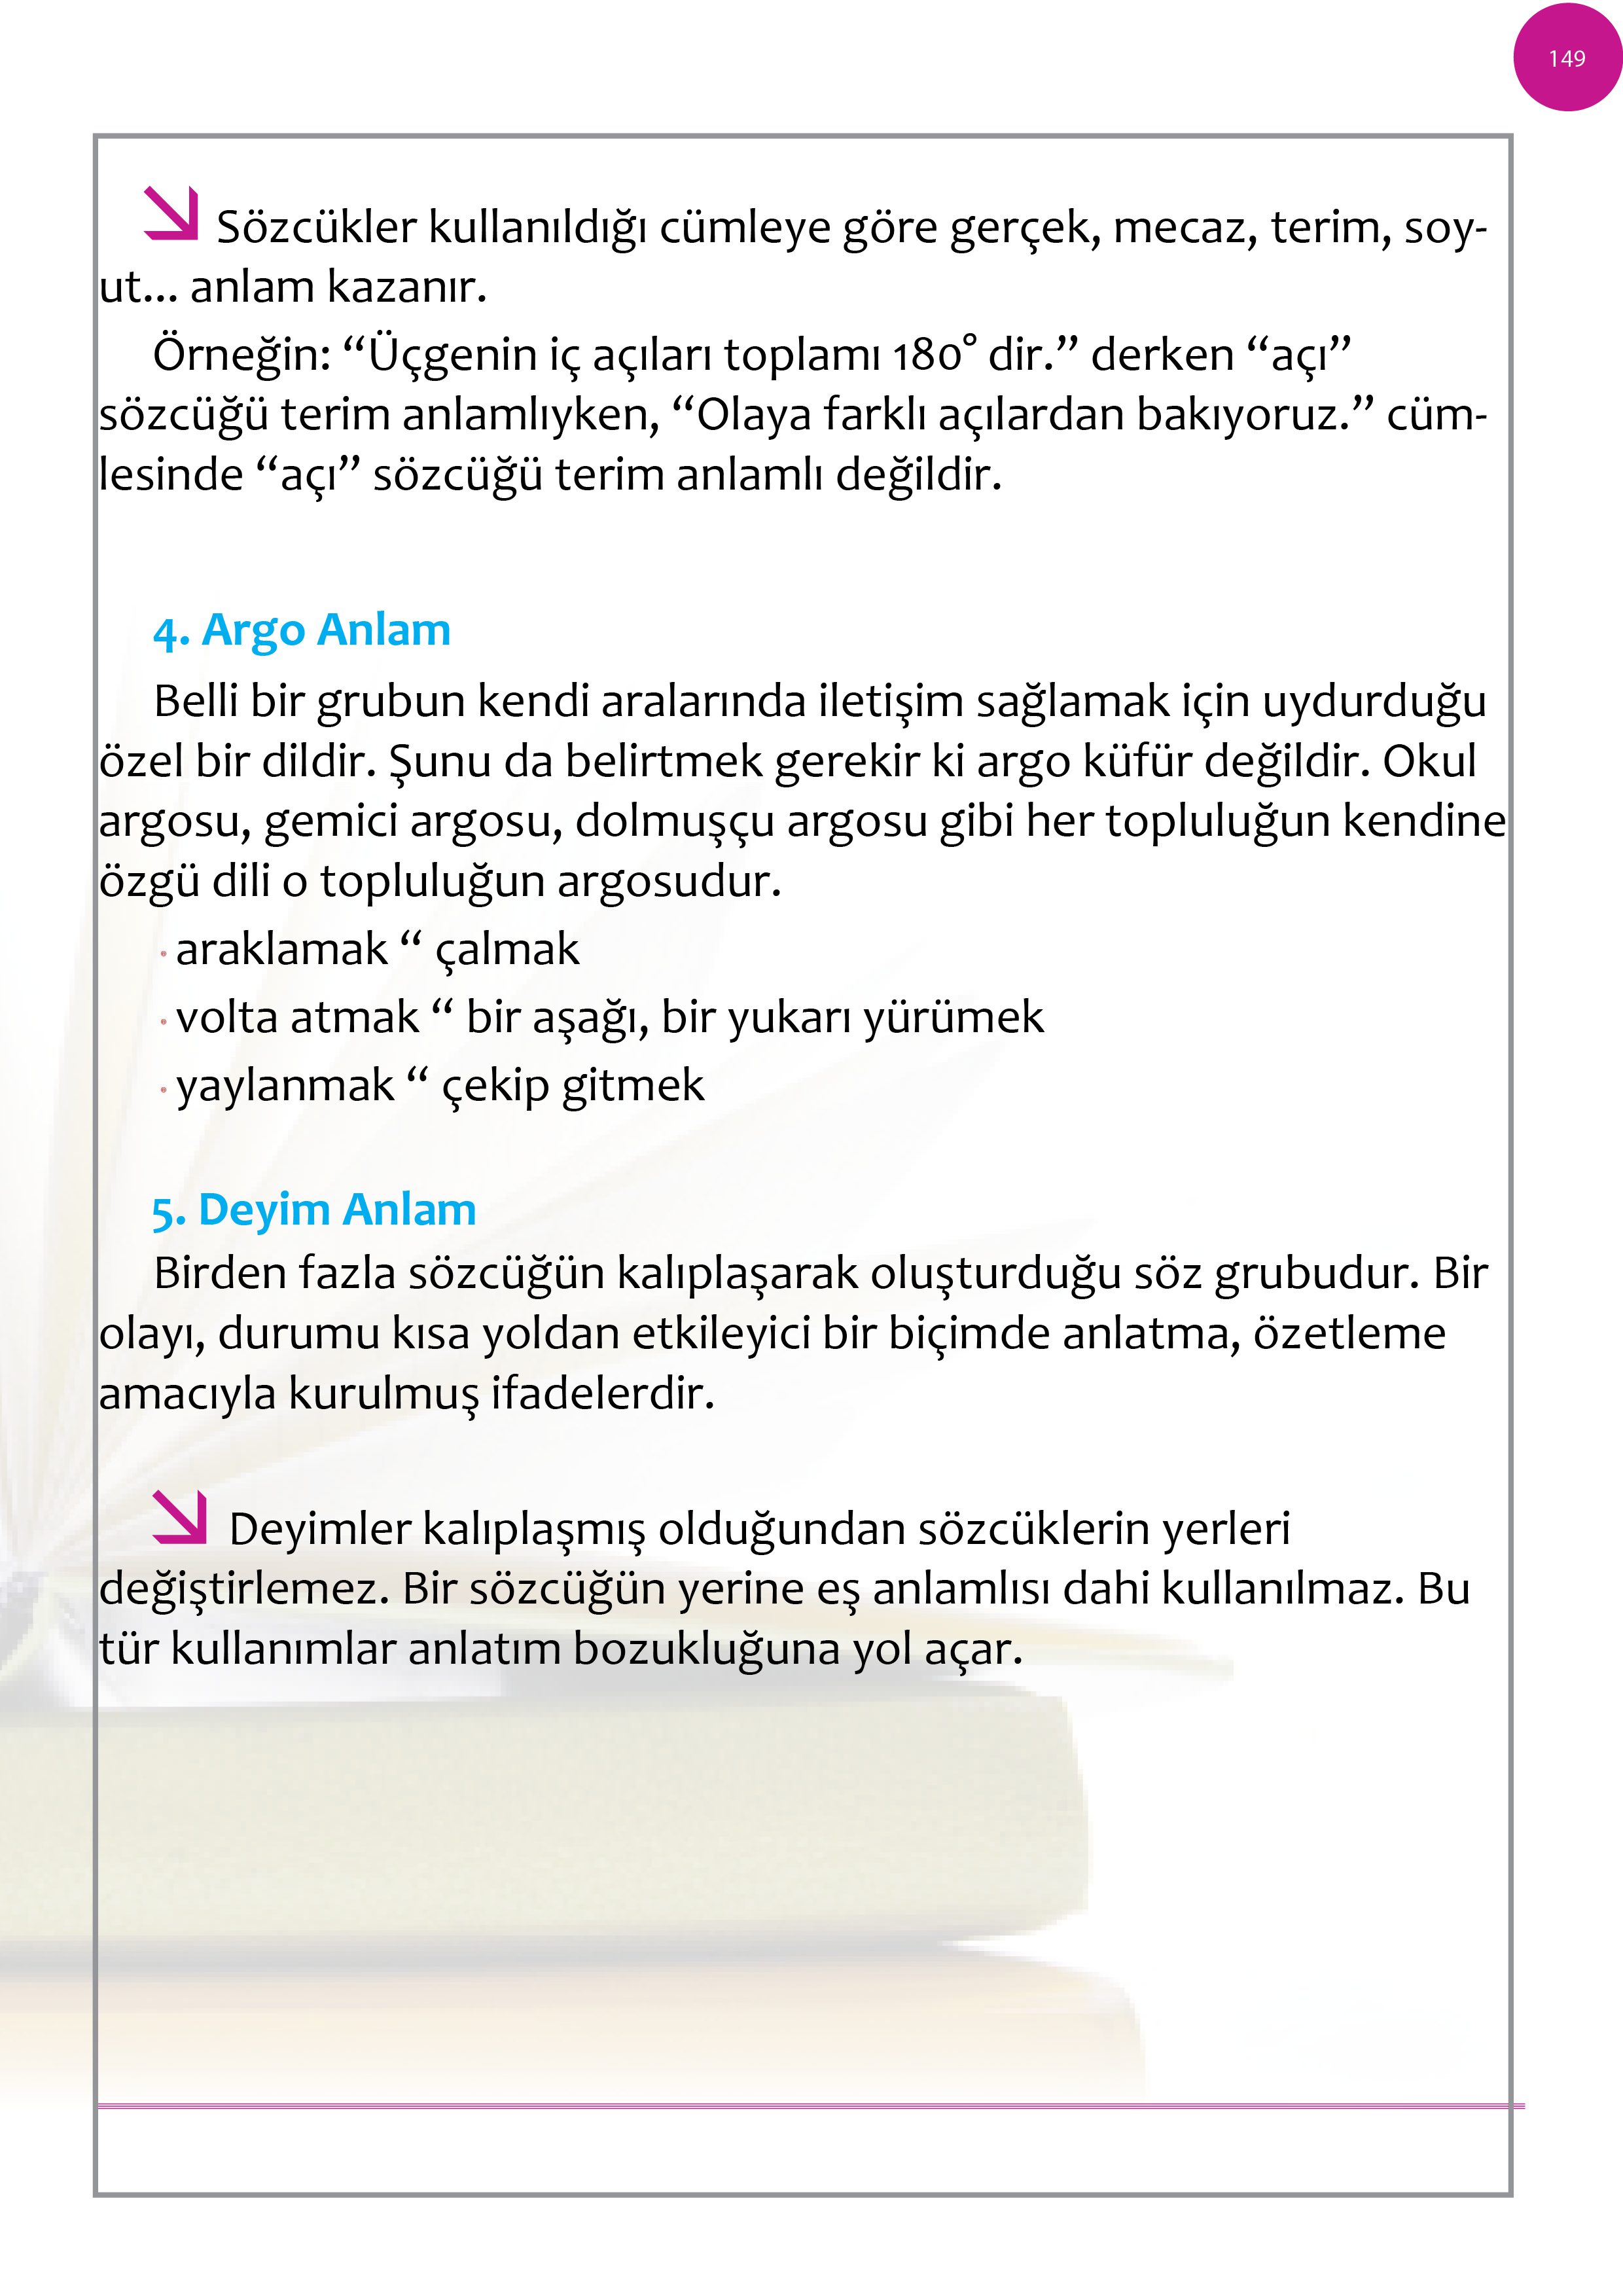 149
Sözcükler kullanıldığı cümleye göre gerçek, mecaz, terim, soy-
ut... anlam kazanır.
Örneğin: “Üçgenin iç açıları toplamı 180° dir.” derken “açı”
sözcüğü terim anlamlıyken, “Olaya farklı açılardan bakıyoruz.” cüm-
lesinde “açı” sözcüğü terim anlamlı değildir.
4. Argo Anlam
Belli bir grubun kendi aralarında iletişim sağlamak için uydurduğu
özel bir dildir. Şunu da belirtmek gerekir ki argo küfür değildir. Okul
argosu, gemici argosu, dolmuşçu argosu gibi her topluluğun kendine
özgü dili o topluluğun argosudur.
• araklamak “ çalmak
• volta atmak “ bir aşağı, bir yukarı yürümek
• yaylanmak “ çekip gitmek
5. Deyim Anlam
Birden fazla sözcüğün kalıplaşarak oluşturduğu söz grubudur. Bir
olayı, durumu kısa yoldan etkileyici bir biçimde anlatma, özetleme
amacıyla kurulmuş ifadelerdir.
Deyimler kalıplaşmış olduğundan sözcüklerin yerleri
değiştirlemez. Bir sözcüğün yerine eş anlamlısı dahi kullanılmaz. Bu
tür kullanımlar anlatım bozukluğuna yol açar.